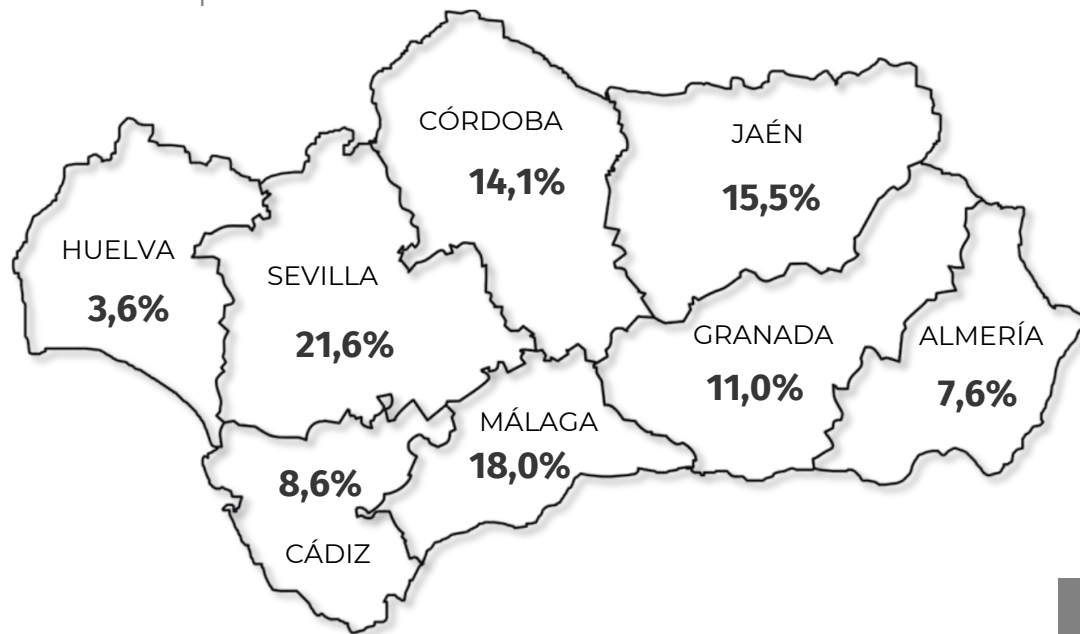 CÓRDOBA
14,1%
JAÉN
15,5%
HUELVA
3,6%
SEVILLA
21,6%
GRANADA
11,0%
ALMERÍA
7,6%
MÁLAGA
18,0%
8,6%
CÁDIZ